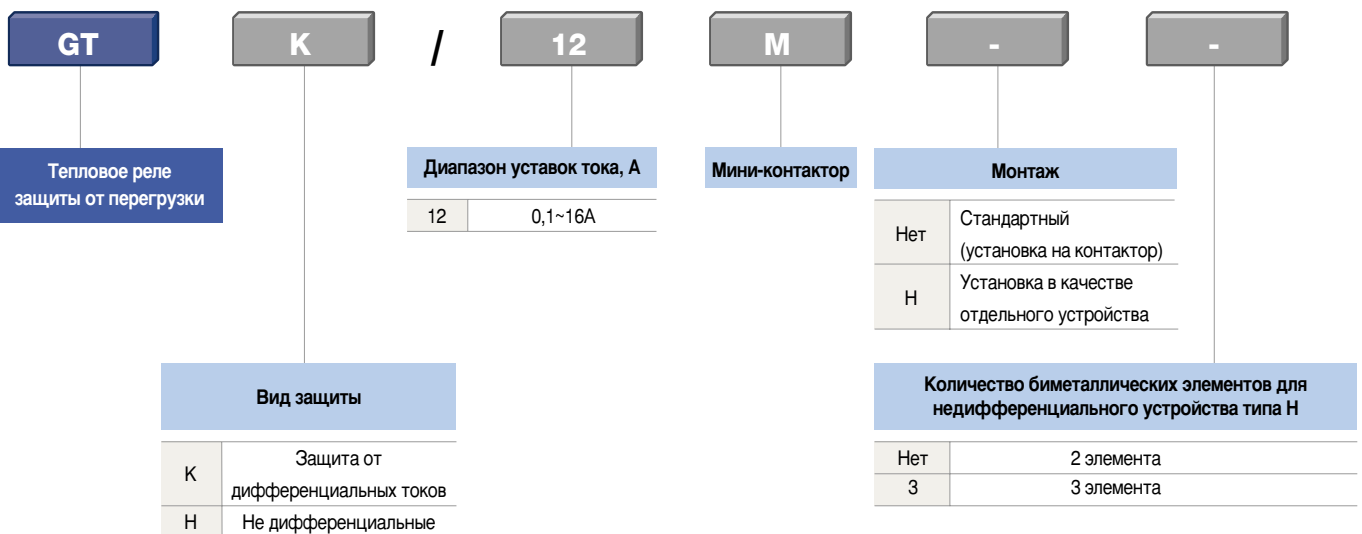 GT K / 12 M - -
Тепловое реле
защиты от перегрузки
Диапазон уставок тока, А
12 0,1~16А
Мини-контактор
Монтаж
Нет Стандартный
(установка на контактор)
Н Установка в качестве
отдельного устройства
Вид защиты
К Защита от
дифференциальных токов
Н Не дифференциальные
Количество биметаллических элементов для
недифференциального устройства типа Н
Нет 2 элемента
3 3 элемента